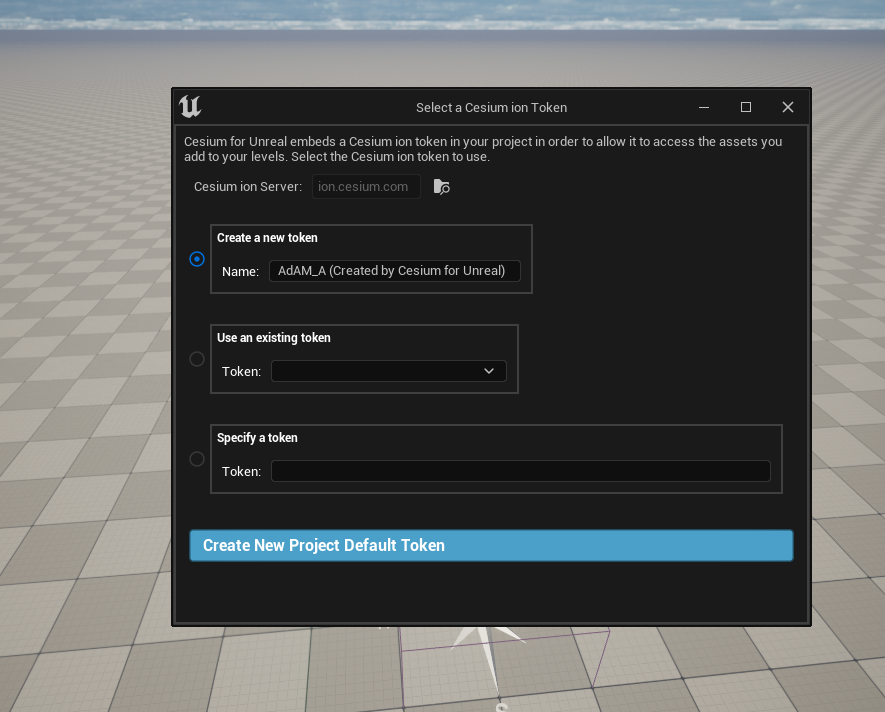 Select a Cesium ion Token
Cesium for Unreal embeds a Cesium ion token in your project in order to allow it to access the assets you
add to your levels. Select the Cesium ion token to use.
Cesium ion Server: ion.cesium.com
Create a new token
Name: AdAM_A (Created by Cesium for Unreal)
Use an existing token
Token:
Specify a token
Token:
Create New Project Default Token
S